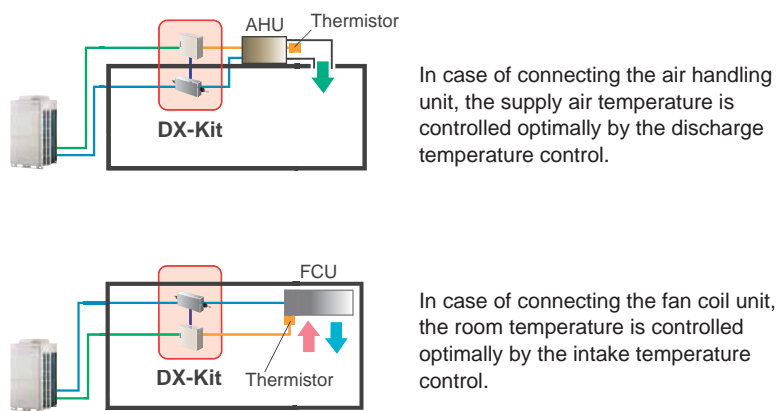 AHU
Thermistor
DX-Kit
In case of connecting the air handling
unit, the supply air temperature is
controlled optimally by the discharge
temperature control.
FCU
DX-Kit
Thermistor
In case of connecting the fan coil unit,
the room temperature is controlled
optimally by the intake temperature
control.